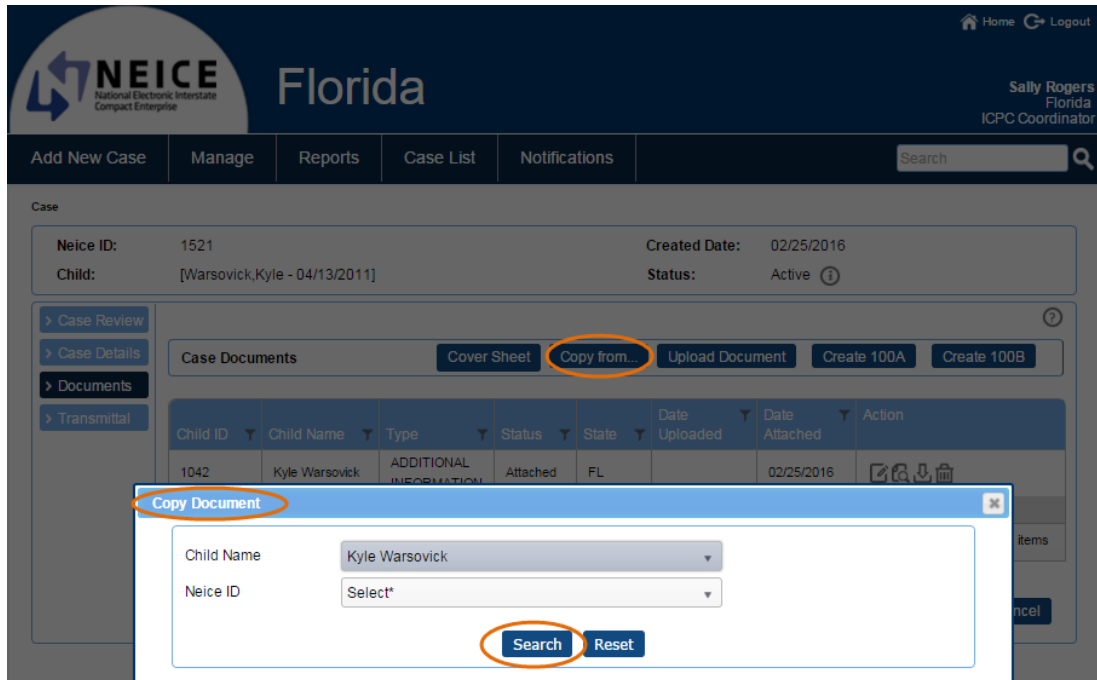 Home Logout
NEICE
National Electronic Interstate
Compact Enterprise
Florida
Sally Rogers
Florida
ICPC Coordinator
Add New Case Manage Reports Case List Notifications Search
Case
Neice ID: 1521 Created Date: 02/25/2016
Child: [Warsovick,Kyle - 04/13/2011] Status: Active
> Case Review
> Case Details
> Documents
> Transmittal
Case Documents Cover Sheet Copy from... Upload Document Create 100A Create 100B
Child ID Child Name Type Status State Date Uploaded Date Attached Action
1042 Kyle Warsovick ADDITIONAL INFORMATION Attached FL 02/25/2016
items
ncel
Copy Document
Child Name Kyle Warsovick
Neice ID Select*
Search Reset